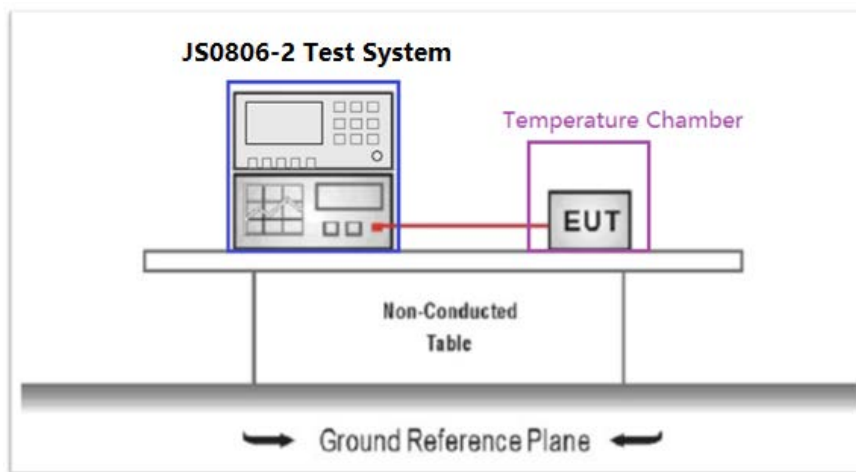 JS0806-2 Test System
Temperature Chamber
EUT
Non-Conducted
Table
Ground Reference Plane